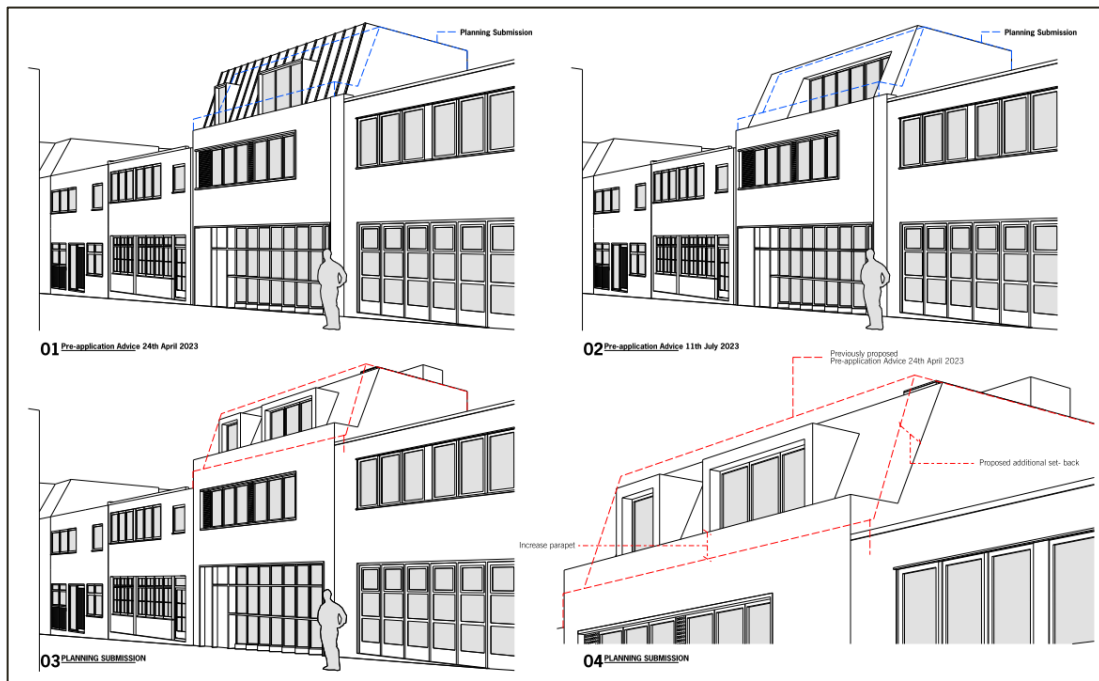 Planning Submission
Planning Submission
01 Pre-application Advice 24th April 2023
02 Pre-application Advice 11th July 2023
Previously proposed
Pre-application Advice 24th April 2023
Proposed additional set- back
Increase parapet
03 PLANNING SUBMISSION
04 PLANNING SUBMISSION